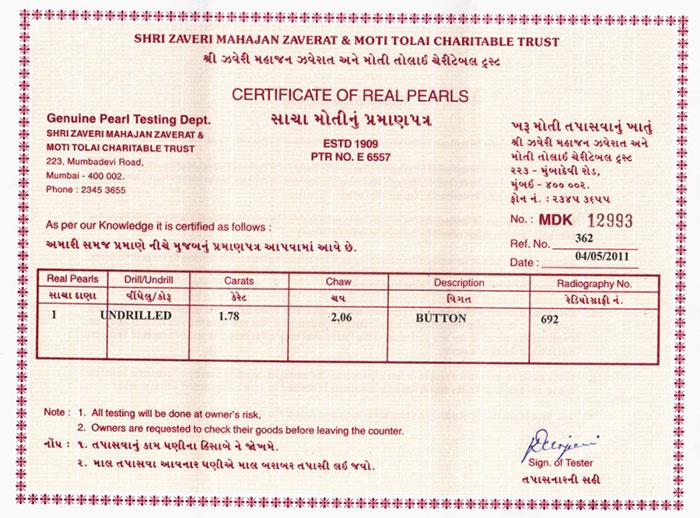 SHRI ZAVERI MAHAJAN ZAVERAT & MOTI TOLAI CHARITABLE TRUST
શ્રી ઝવેરી મહાજન ઝવેરાત અને મોતી તોલાઈ ચેરીટેબલ ટ્રસ્ટ
CERTIFICATE OF REAL PEARLS
સાચા મોતીનું પ્રમાણપત્ર
ESTD 1909
PTR NO. E 6557
Genuine Pearl Testing Dept.
SHRI ZAVERI MAHAJAN ZAVERAT &
MOTI TOLAI CHARITABLE TRUST
223, Mumbadevi Road,
Mumbai - 400 002.
Phone : 2345 3655
ખરૂ મોતી તપાસવાનું ખાતું
શ્રી ઝવેરી મહાજન ઝવેરાત અને
મોતી તોલાઈ ચેરીટેબલ ટ્રસ્ટ
૨૨૩ - મુંબાદેવી રોડ,
મુંબઈ - ૪૦૦ ૦૦૨.
ફોન નં. : ૨૩૪૫ ૩૬૫૫
No. : MDK 12993
Ref. No. 362
Date : 04/05/2011
As per our Knowledge it is certified as follows :
અમારી સમજ પ્રમાણે નીચે મુજબનું પ્રમાણપત્ર આપવામાં આવે છે.
Real Pearls Drill/Undrill Carats Chaw Description Radiography No.
સાચા દાણા વીંધેલુ/કોરૂ કેરેટ ચવ વિગત રેડિયોગ્રાફી નં.
1 UNDRILLED 1.78 2.06 BUTTON 692
Note : 1. All testing will be done at owner's risk,
2. Owners are requested to check their goods before leaving the counter.
નોંધ : ૧. તપાસવાનું કામ ધણીના હિસાબે ને જોખમે.
૨. માલ તપાસવા આવનાર ધણીએ માલ બરાબર તપાસી લઈ જવો.
Sign. of Tester
તપાસનારની સહી